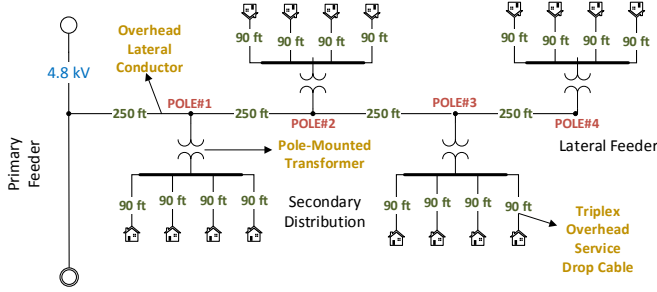 90 ft 90 ft 90 ft 90 ft
90 ft 90 ft 90 ft 90 ft
Overhead
Lateral
Conductor
4.8 kV
250 ft
POLE#1
250 ft
POLE#2
250 ft
POLE#3
250 ft
POLE#4
Primary
Feeder
Pole-Mounted
Transformer
Lateral Feeder
90 ft 90 ft 90 ft 90 ft
Secondary
Distribution
90 ft 90 ft 90 ft 90 ft
Triplex
Overhead
Service
Drop Cable